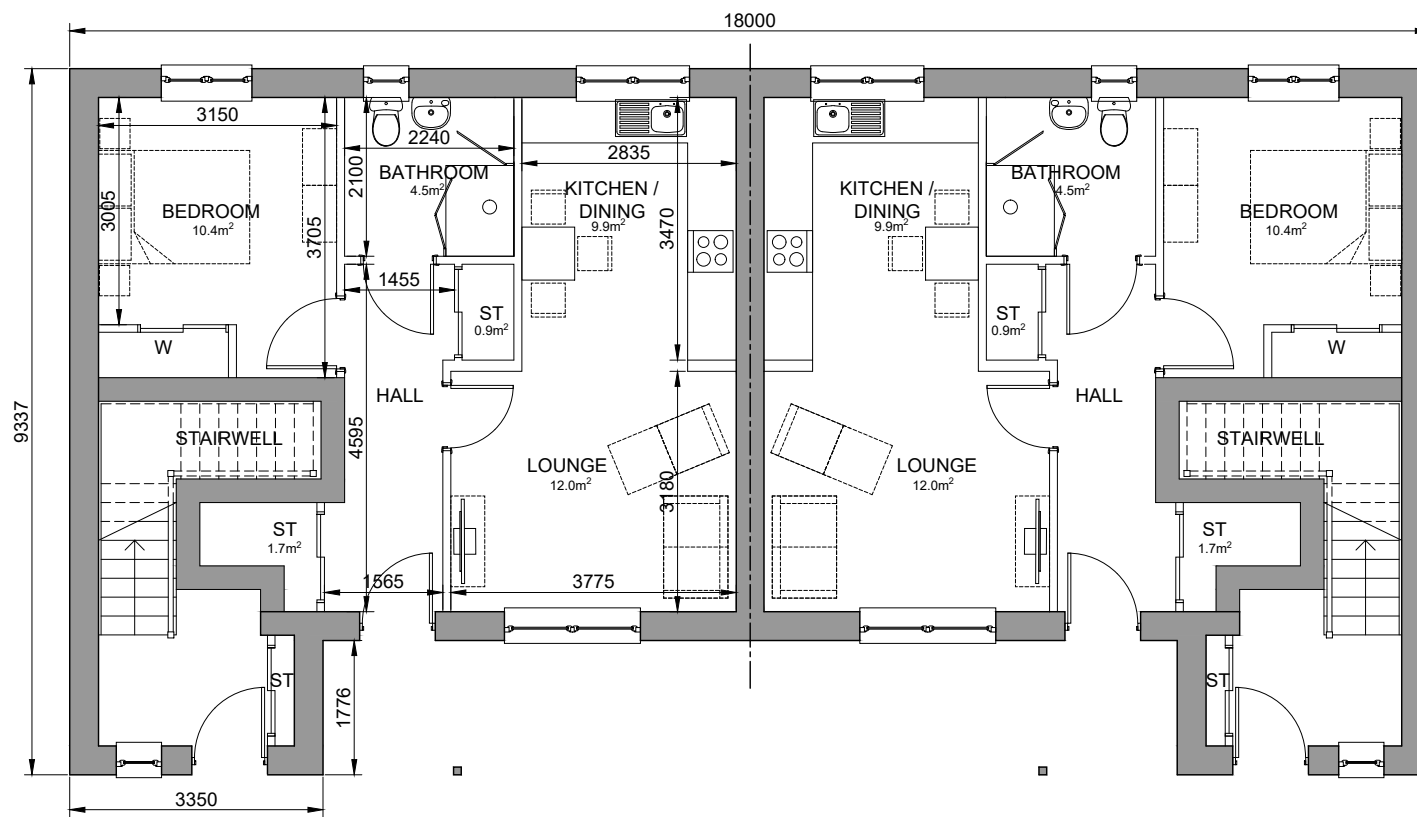 18000
3150
2240
2835
BATHROOM
4.5m²
KITCHEN /
DINING
9.9m²
BEDROOM
10.4m²
3005
3705
2100
3470
KITCHEN /
DINING
9.9m²
BATHROOM
4.5m²
BEDROOM
10.4m²
1455
ST
0.9m²
ST
0.9m²
W
W
HALL
HALL
9337
4595
STAIRWELL
STAIRWELL
LOUNGE
12.0m²
3180
LOUNGE
12.0m²
ST
1.7m²
ST
1.7m²
1565
3775
ST
ST
1776
3350